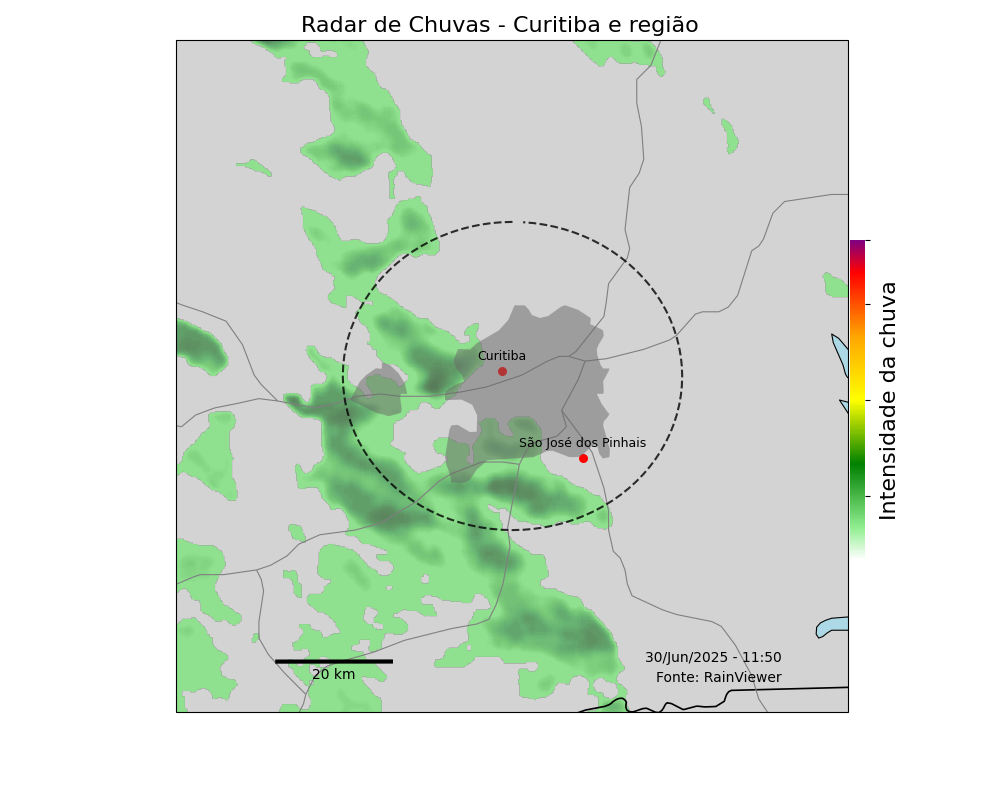 Radar de Chuvas - Curitiba e região
Curitiba
São José dos Pinhais
Intensidade da chuva
30/Jun/2025 - 11:50
Fonte: RainViewer
20 km